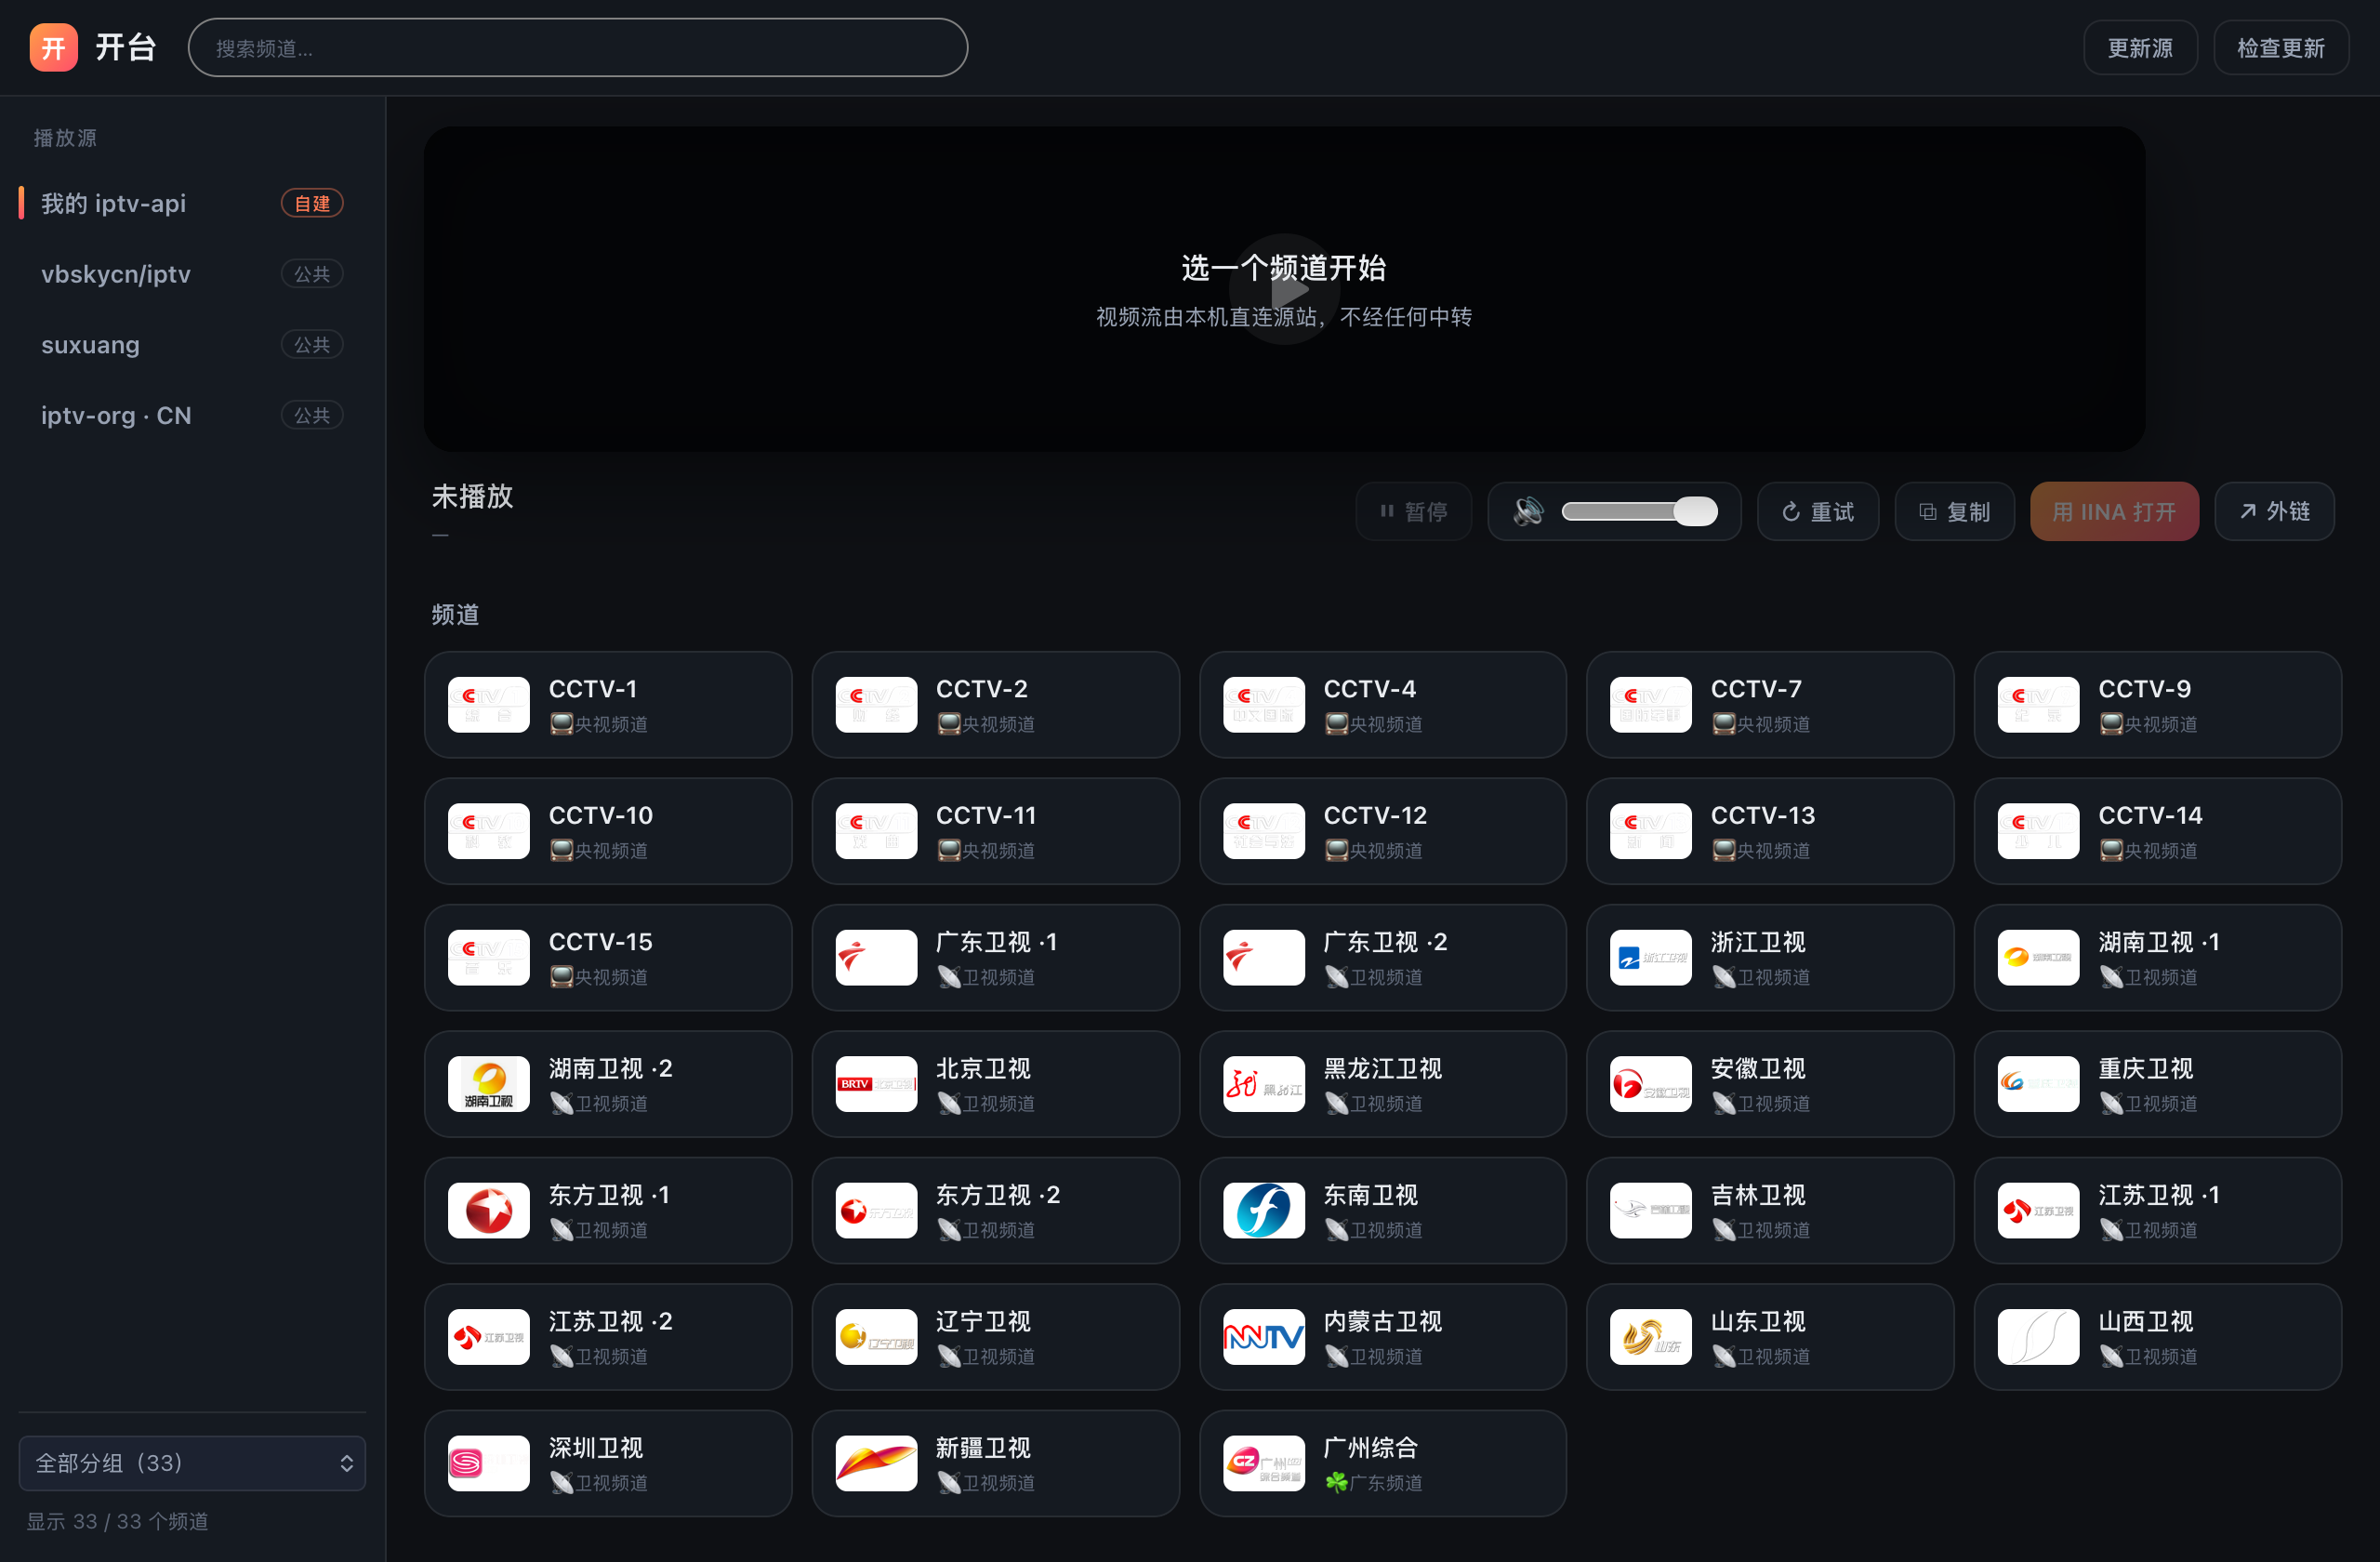 开 开台
搜索频道...
更新源
检查更新
播放源
我的 iptv-api 自建
vbskycn/iptv 公共
suxuang 公共
iptv-org · CN 公共
选一个频道开始
视频流由本机直连源站，不经任何中转
未播放
—
暂停
重试
复制
用 IINA 打开
外链
频道
CCTV-1
央视频道
CCTV-2
央视频道
CCTV-4
央视频道
CCTV-7
央视频道
CCTV-9
央视频道
CCTV-10
央视频道
CCTV-11
央视频道
CCTV-12
央视频道
CCTV-13
央视频道
CCTV-14
央视频道
CCTV-15
央视频道
广东卫视 ·1
卫视频道
广东卫视 ·2
卫视频道
浙江卫视
卫视频道
湖南卫视 ·1
卫视频道
湖南卫视
湖南卫视 ·2
卫视频道
BRTV
北京卫视
卫视频道
黑龙江
黑龙江卫视
卫视频道
安徽卫视
卫视频道
重庆卫视
卫视频道
东方卫视 ·1
卫视频道
东方卫视 ·2
卫视频道
东南卫视
卫视频道
吉林卫视
卫视频道
江苏卫视
江苏卫视 ·1
卫视频道
江苏卫视
江苏卫视 ·2
卫视频道
辽宁卫视
卫视频道
内蒙古卫视
卫视频道
山东
山东卫视
卫视频道
山西卫视
卫视频道
深圳卫视
卫视频道
新疆卫视
卫视频道
GZ 广州
广州综合
广东频道
全部分组（33）
显示 33 / 33 个频道